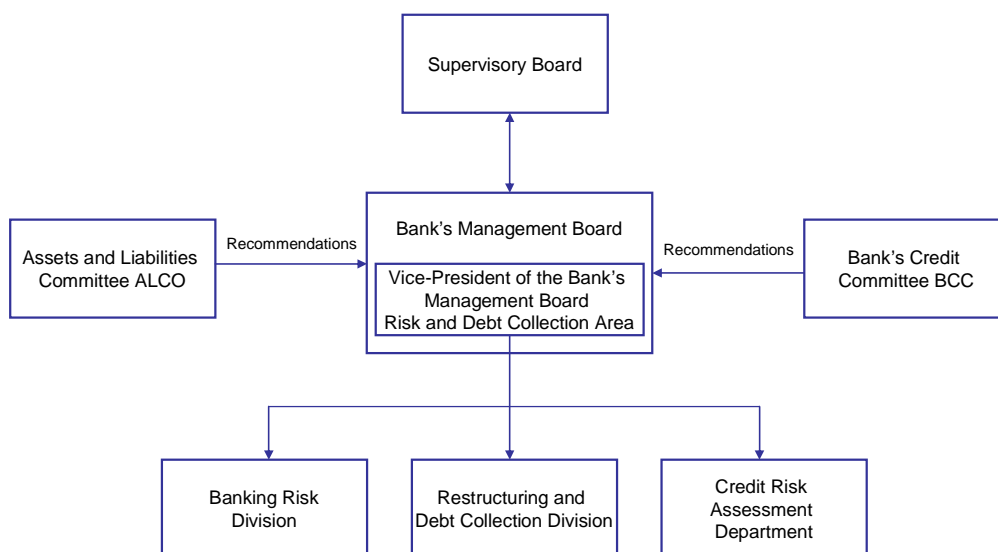 Supervisory Board
Bank's Management Board
Recommendations
Recommendations
Assets and Liabilities
Committee ALCO
Vice-President of the Bank's
Management Board
Risk and Debt Collection Area
Bank's Credit
Committee BCC
Banking Risk
Division
Restructuring and
Debt Collection Division
Credit Risk
Assessment
Department